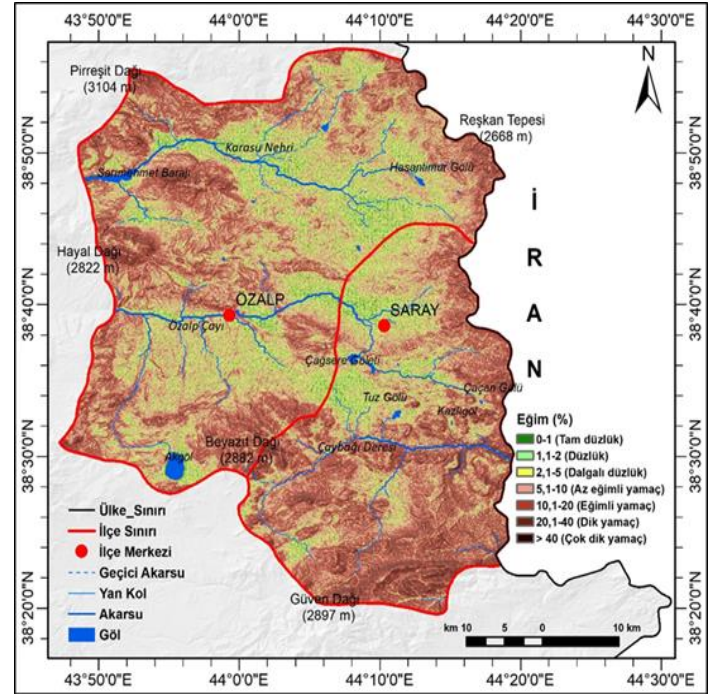 43°50'0"E 44°0'0"E 44°10'0"E 44°20'0"E 44°30'0"E
N
Pirreşit Dağı
(3104 m)
Reşkan Tepesi
(2668 m)
38°50'0"N
38°50'0"N
Karasu Nehri
Hasantimur Gölü
Sarımehmet Barajı
İ
R
A
N
Hayal Dağı
(2822 m)
38°40'0"N
38°40'0"N
ÖZALP
SARAY
Özalp Çayı
Çağsere Göleti
Çaçan Gölü
Tuz Gölü
Kazlıgöl
Beyazıt Dağı
(2882 m)
Çaybağı Deresi
Akgöl
38°30'0"N
38°30'0"N
Güven Dağı
(2897 m)
38°20'0"N
38°20'0"N
Eğim (%)
0-1 (Tam düzlük)
1,1-2 (Düzlük)
2,1-5 (Dalgalı düzlük)
5,1-10 (Az eğimli yamaç)
10,1-20 (Eğimli yamaç)
20,1-40 (Dik yamaç)
> 40 (Çok dik yamaç)
Ülke_Sınırı
İlçe Sınırı
İlçe Merkezi
Geçici Akarsu
Yan Kol
Akarsu
Göl
km 10 5 0 10 km
43°50'0"E 44°0'0"E 44°10'0"E 44°20'0"E 44°30'0"E